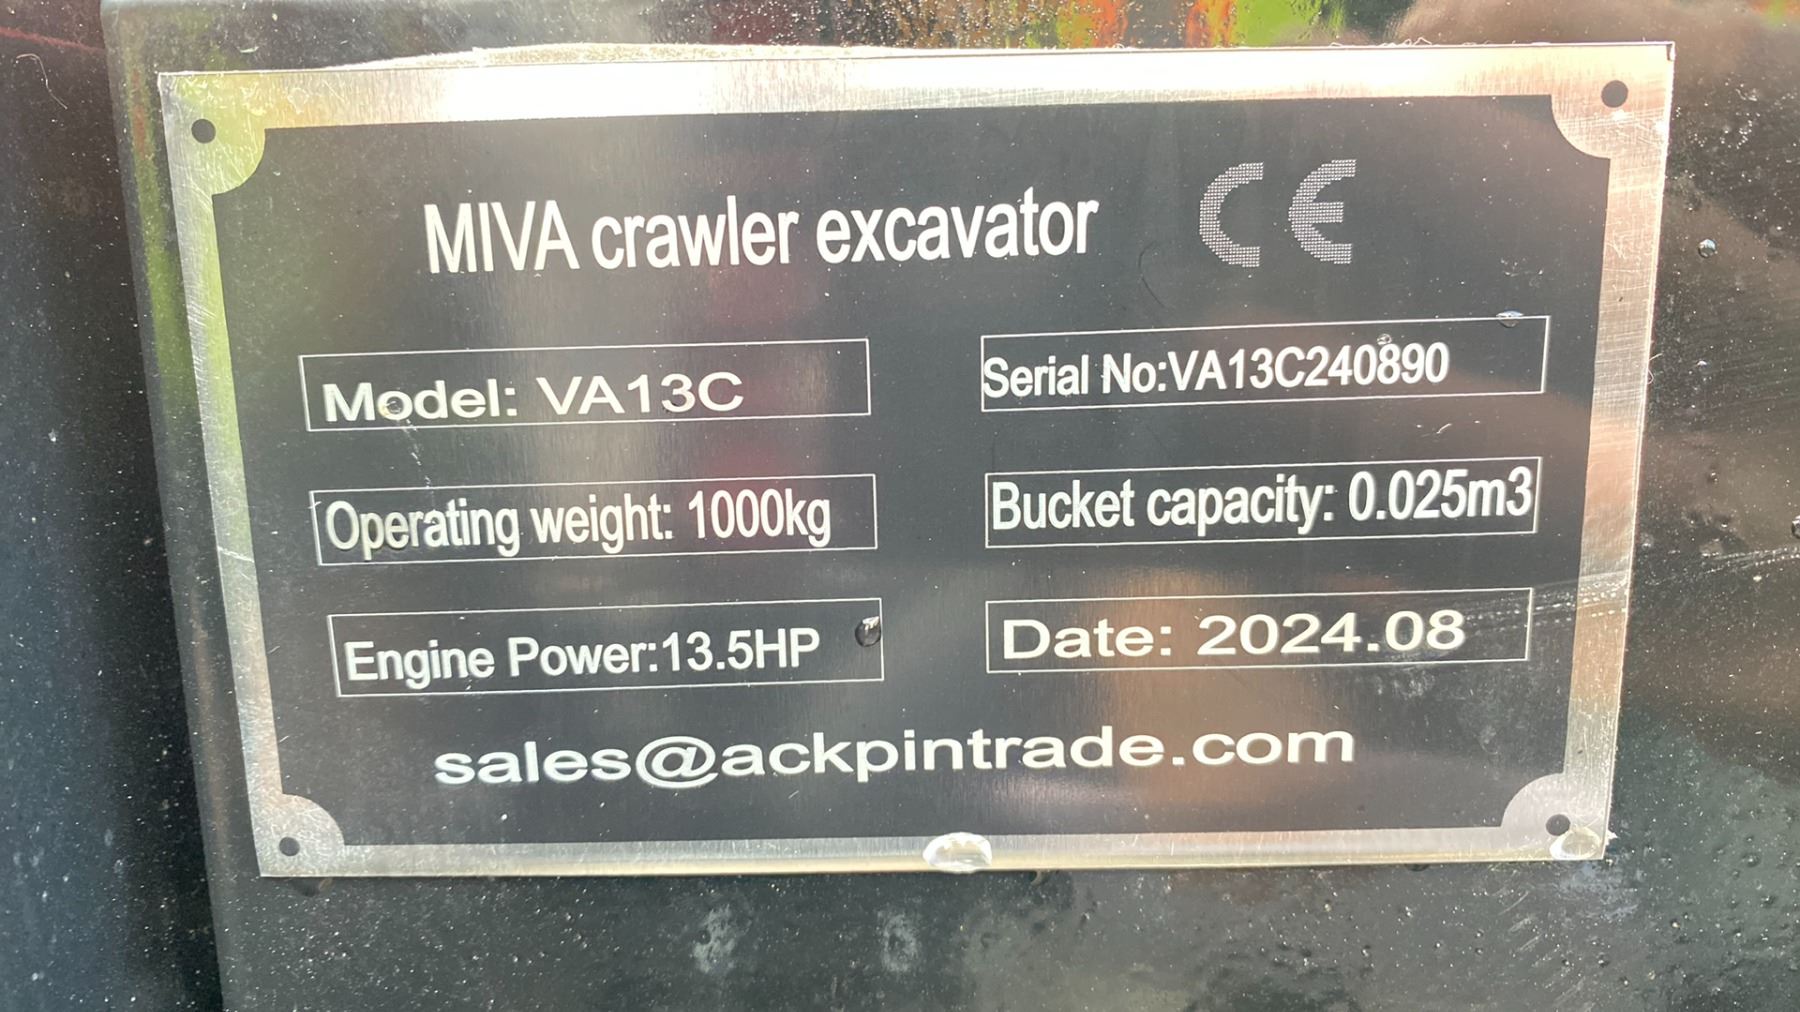 MIVA crawler excavator CE
Model: VA13C
Serial No:VA13C240890
Operating weight: 1000kg
Bucket capacity: 0.025m3
Engine Power:13.5HP
Date: 2024.08
sales@ackpintrade.com